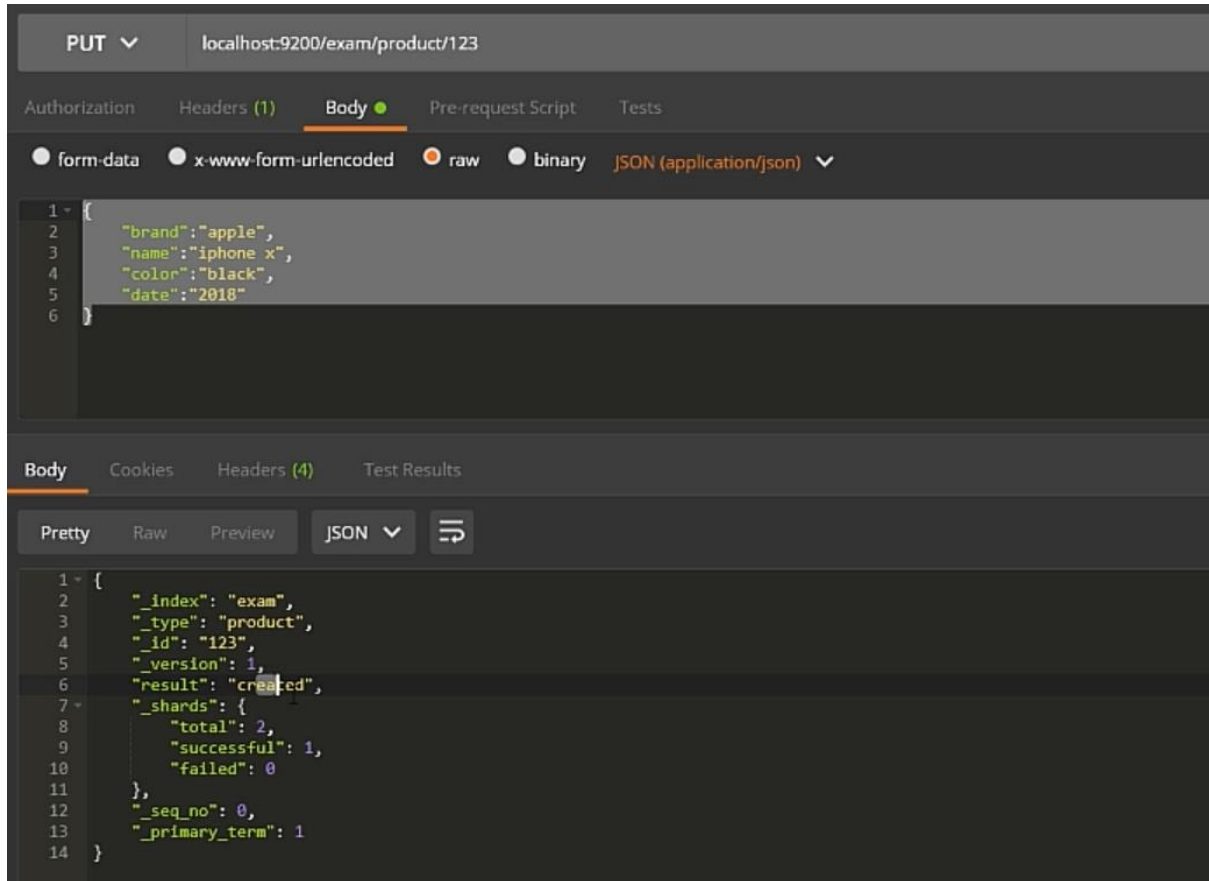 PUT localhost:9200/exam/product/123
Authorization Headers (1) Body Pre-request Script Tests
form-data x-www-form-urlencoded raw binary JSON (application/json)
1 {
2 "brand":"apple",
3 "name":"iphone x",
4 "color":"black",
5 "date":"2018"
6 }
Body Cookies Headers (4) Test Results
Pretty Raw Preview JSON
1 {
2 "_index": "exam",
3 "_type": "product",
4 "_id": "123",
5 "_version": 1,
6 "result": "created",
7 "_shards": {
8 "total": 2,
9 "successful": 1,
10 "failed": 0
11 },
12 "_seq_no": 0,
13 "_primary_term": 1
14 }